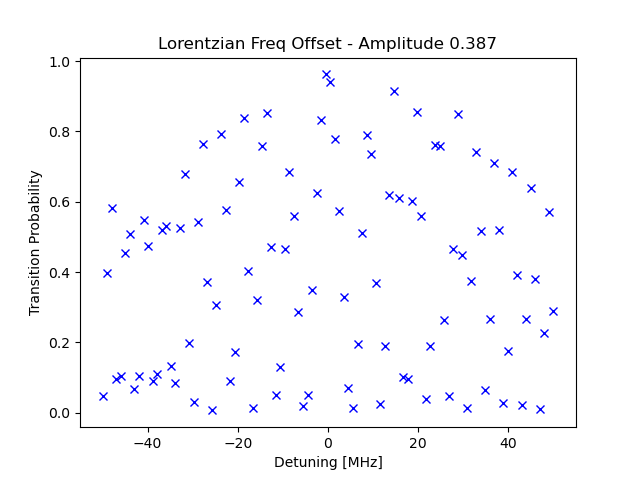 Lorentzian Freq Offset - Amplitude 0.387
1.0
0.8
0.6
0.4
0.2
0.0
Transition Probability
−40 −20 0 20 40
Detuning [MHz]